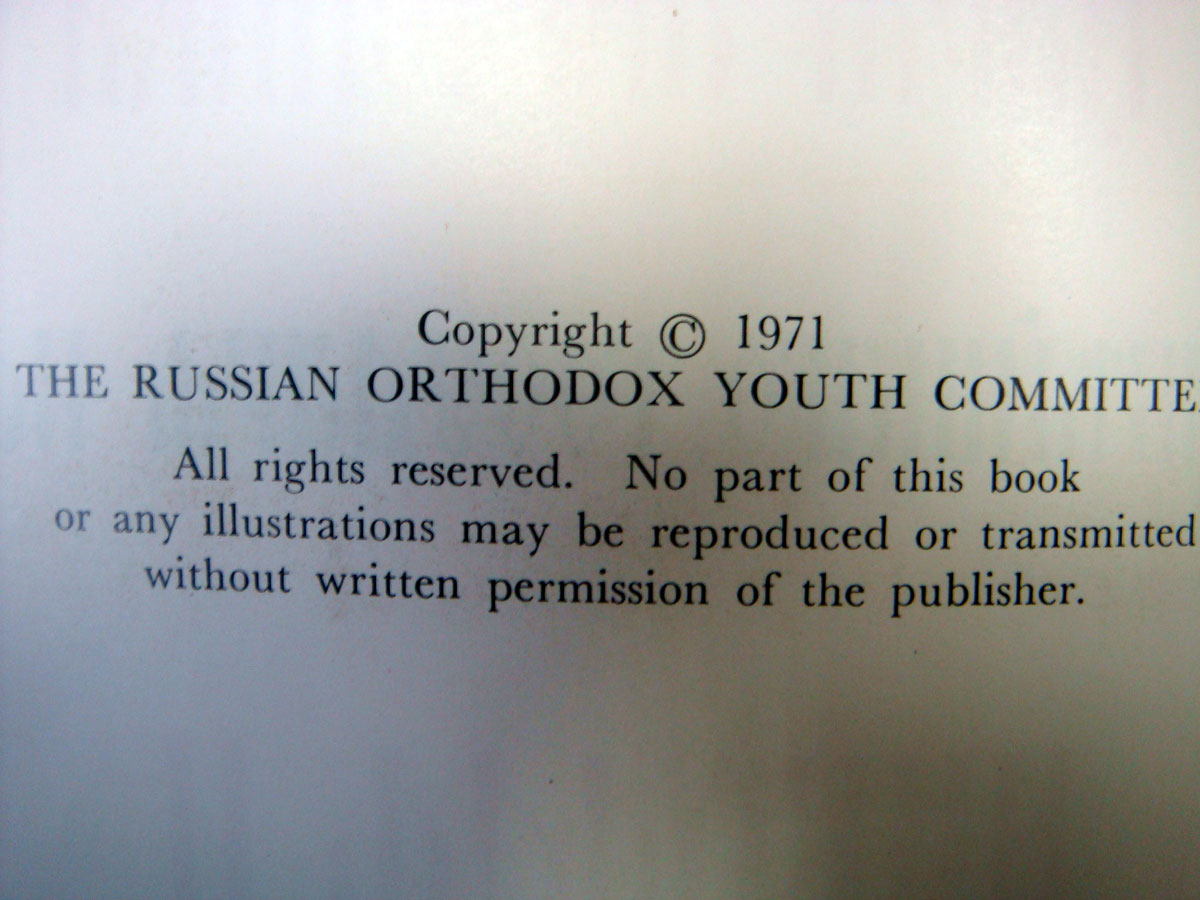 Copyright © 1971
THE RUSSIAN ORTHODOX YOUTH COMMITTE
All rights reserved. No part of this book
or any illustrations may be reproduced or transmitted
without written permission of the publisher.